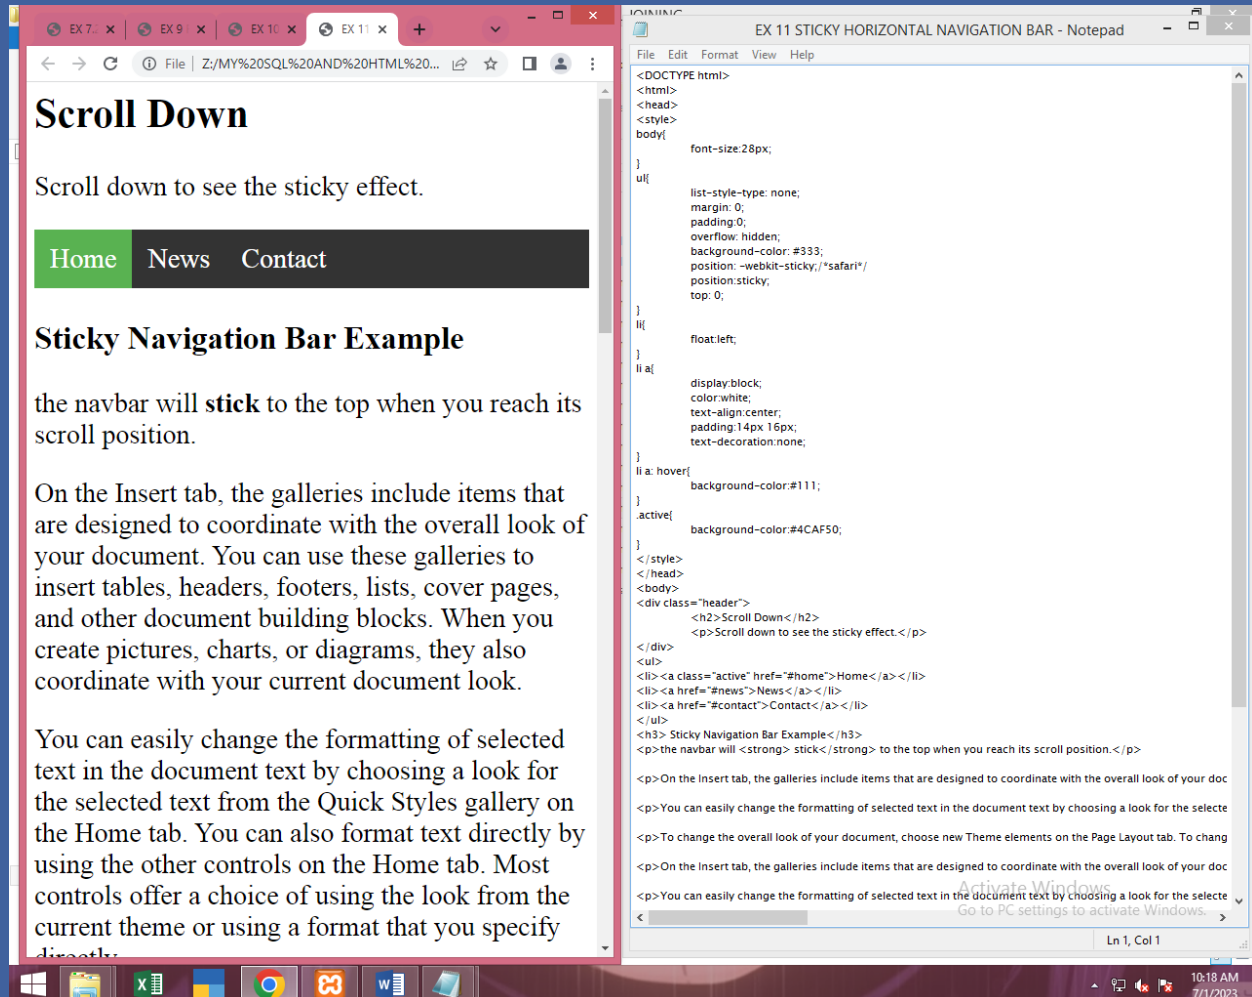 EX 7.
EX 9
EX 10
EX 11
File
Z:/MY%20SQL%20AND%20HTML%20...
Scroll Down
Scroll down to see the sticky effect.
Home News Contact
Sticky Navigation Bar Example
the navbar will stick to the top when you reach its
scroll position.
On the Insert tab, the galleries include items that
are designed to coordinate with the overall look of
your document. You can use these galleries to
insert tables, headers, footers, lists, cover pages,
and other document building blocks. When you
create pictures, charts, or diagrams, they also
coordinate with your current document look.
You can easily change the formatting of selected
text in the document text by choosing a look for
the selected text from the Quick Styles gallery on
the Home tab. You can also format text directly by
using the other controls on the Home tab. Most
controls offer a choice of using the look from the
current theme or using a format that you specify
directly
JOINING
EX 11 STICKY HORIZONTAL NAVIGATION BAR - Notepad
File Edit Format View Help
<DOCTYPE html>
<html>
<head>
<style>
body{
font-size:28px;
}
ul{
list-style-type: none;
margin: 0;
padding:0;
overflow: hidden;
background-color: #333;
position: -webkit-sticky;/*safari*/
position:sticky;
top: 0;
}
li{
float:left;
}
li a{
display:block;
color:white;
text-align:center;
padding:14px 16px;
text-decoration:none;
}
li a: hover{
background-color:#111;
}
.active{
background-color:#4CAF50;
}
</style>
</head>
<body>
<div class="header">
<h2>Scroll Down</h2>
<p>Scroll down to see the sticky effect.</p>
</div>
<ul>
<li><a class="active" href="#home">Home</a></li>
<li><a href="#news">News</a></li>
<li><a href="#contact">Contact</a></li>
</ul>
<h3> Sticky Navigation Bar Example</h3>
<p>the navbar will <strong> stick</strong> to the top when you reach its scroll position.</p>
<p>On the Insert tab, the galleries include items that are designed to coordinate with the overall look of your doc
<p>You can easily change the formatting of selected text in the document text by choosing a look for the selecte
<p>To change the overall look of your document, choose new Theme elements on the Page Layout tab. To chang
<p>On the Insert tab, the galleries include items that are designed to coordinate with the overall look of your doc
<p>You can easily change the formatting of selected text in the document text by choosing a look for the selecte
Activate Windows
Go to PC settings to activate Windows.
Ln 1, Col 1
10:18 AM
7/1/2023